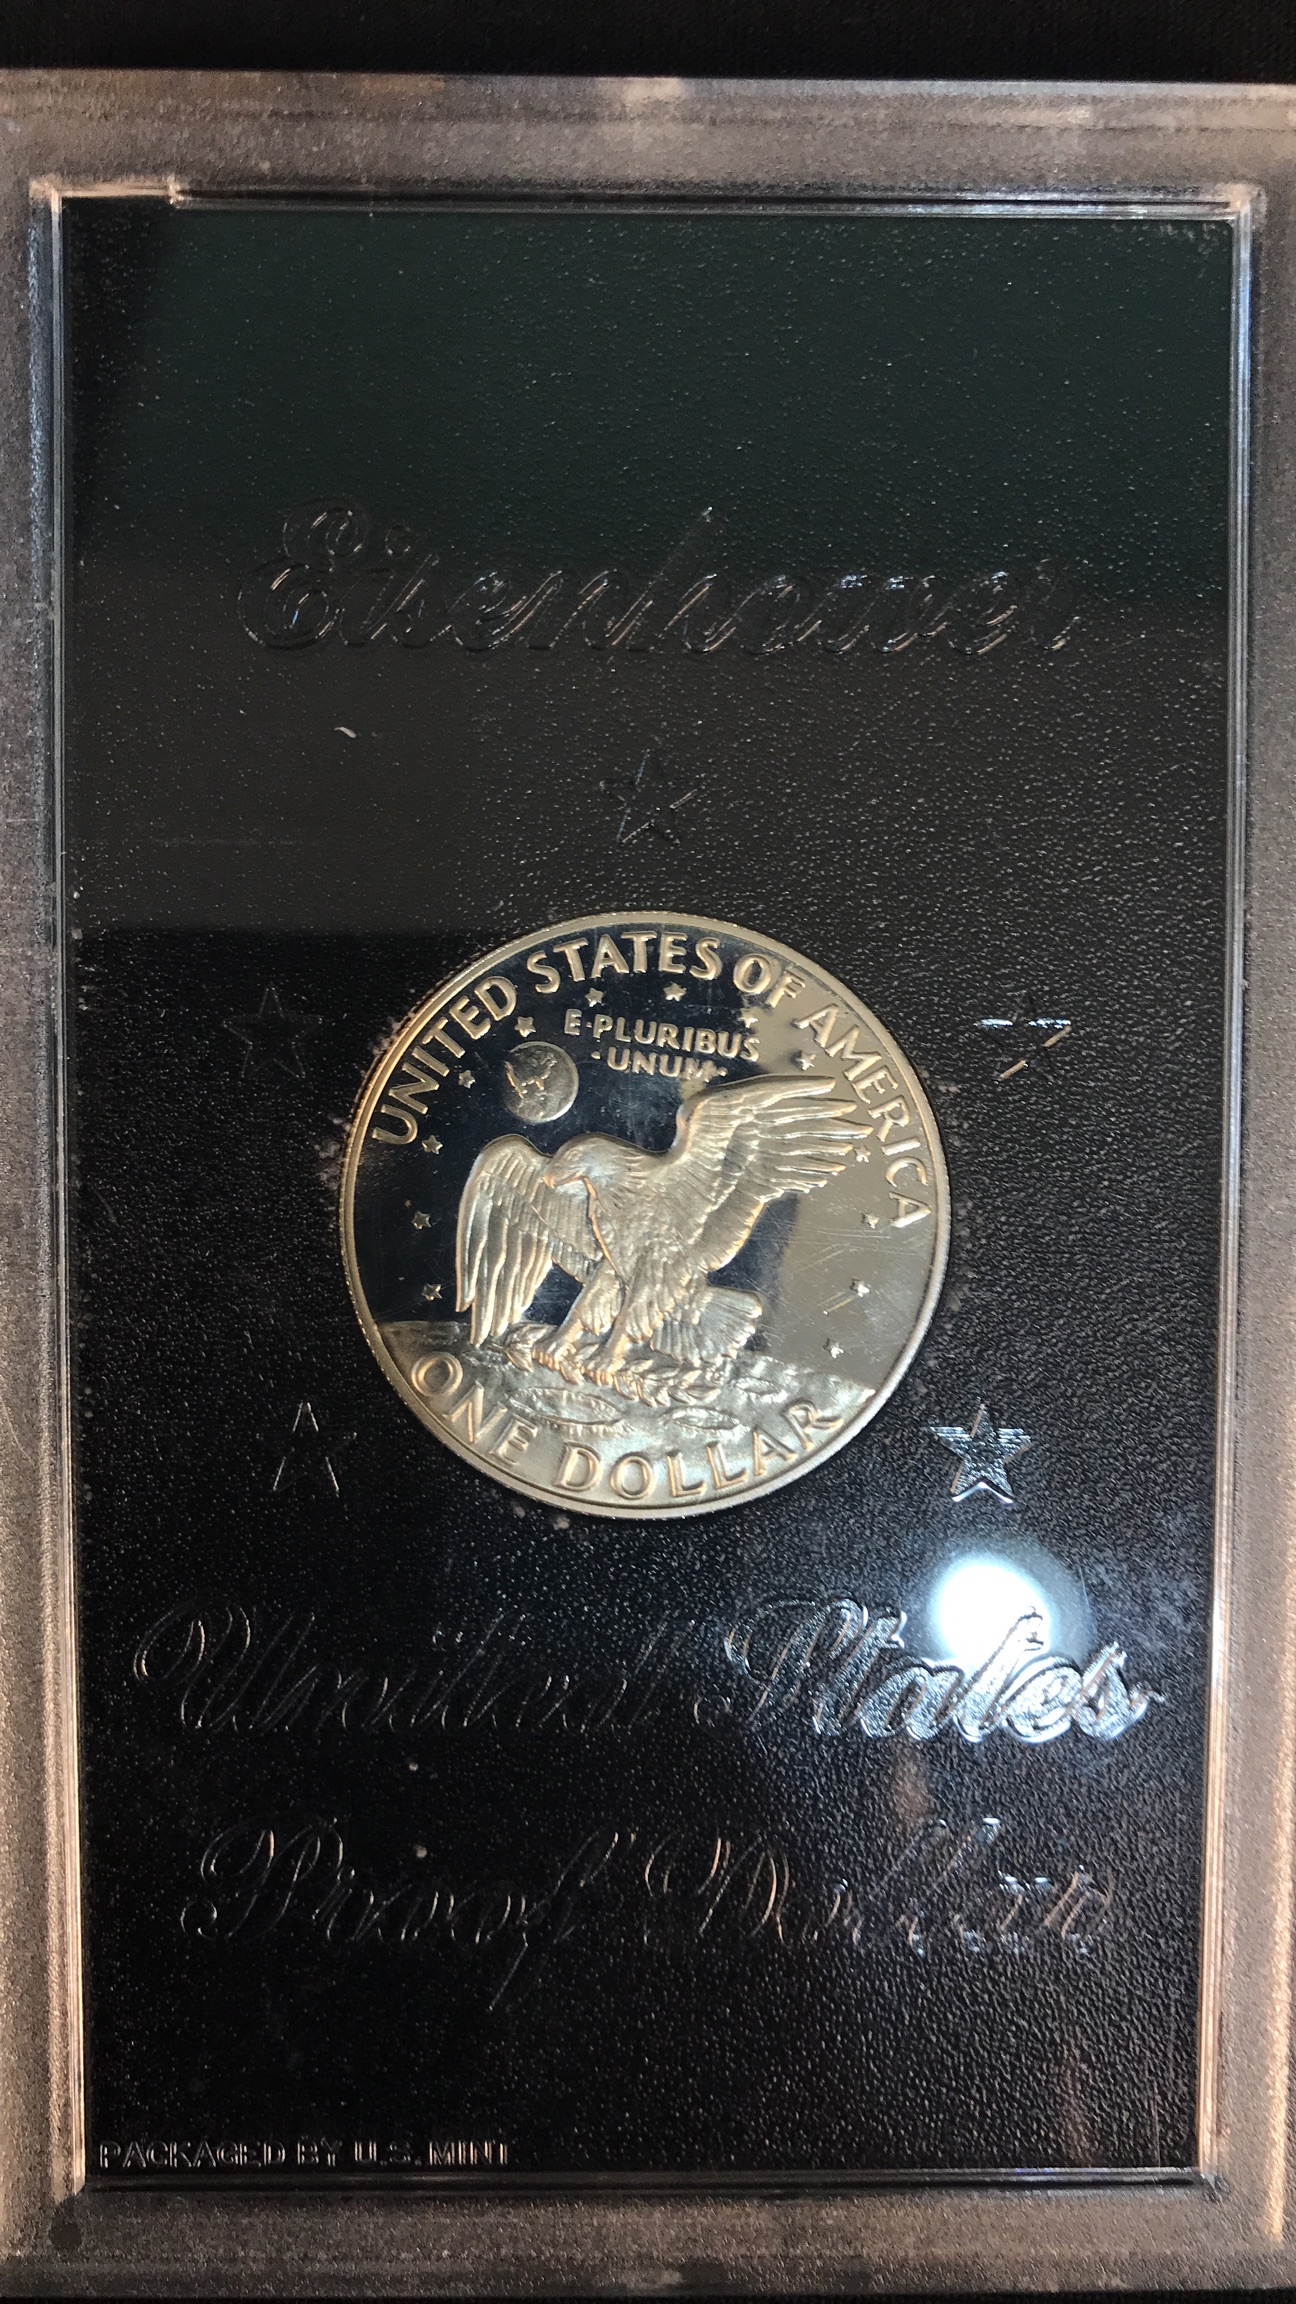 Eisenhower
UNITED STATES OF AMERICA
E·PLURIBUS
·UNUM·
ONE DOLLAR
United States
Proof Dollar
PACKAGED BY U.S. MINT